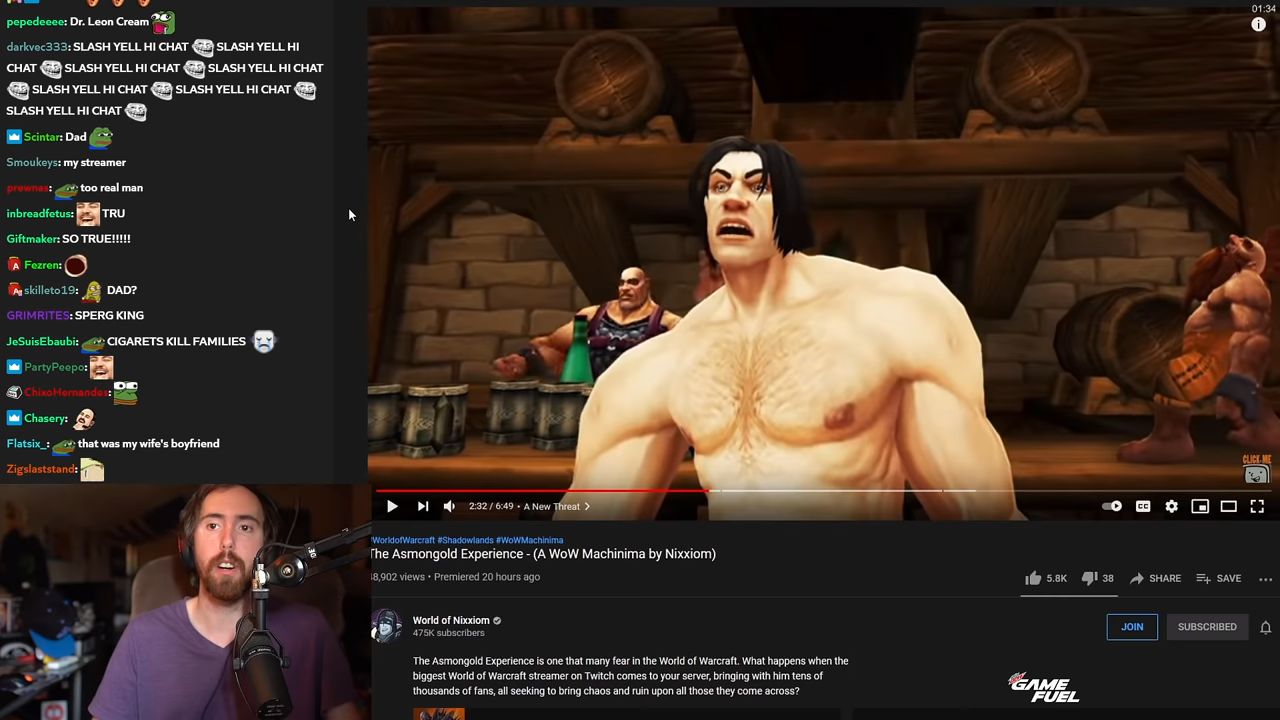 pepedeeee: Dr. Leon Cream
darkvec333: SLASH YELL HI CHAT SLASH YELL HI
CHAT SLASH YELL HI CHAT SLASH YELL HI CHAT
SLASH YELL HI CHAT SLASH YELL HI CHAT
SLASH YELL HI CHAT
Scintar: Dad
Smoukeys: my streamer
prewnas: too real man
inbreadfetus: TRU
Giftmaker: SO TRUE!!!!!
Fezren:
skilleto19: DAD?
GRIMRITES: SPERG KING
JeSuisEbaubi: CIGARETS KILL FAMILIES
PartyPeepo:
ChixoHernandes:
Chasery:
Flatsix_: that was my wife's boyfriend
Zigslaststand:
01:34
CLICK ME
2:32 / 6:49 • A New Threat
WorldofWarcraft #Shadowlands #WoWMachinima
The Asmongold Experience - (A WoW Machinima by Nixxiom)
8,902 views • Premiered 20 hours ago
5.8K
38
SHARE
SAVE
World of Nixxiom
475K subscribers
JOIN
SUBSCRIBED
The Asmongold Experience is one that many fear in the World of Warcraft. What happens when the
biggest World of Warcraft streamer on Twitch comes to your server, bringing with him tens of
thousands of fans, all seeking to bring chaos and ruin upon all those they come across?
GAME
FUEL